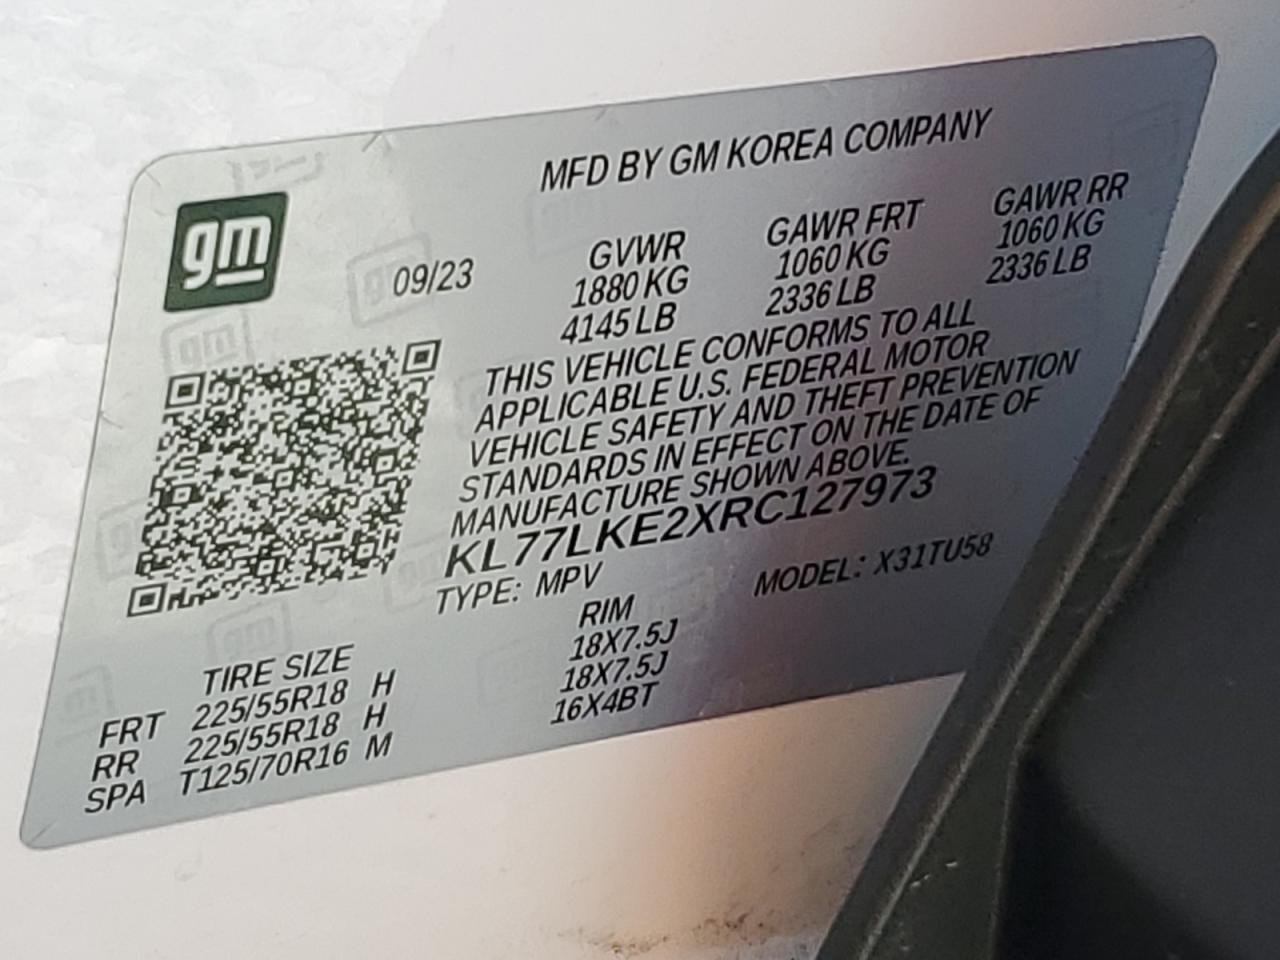 MFD BY GM KOREA COMPANY
gm
09/23
GVWR GAWR FRT GAWR RR
1880 KG 1060 KG 1060 KG
4145 LB 2336 LB 2336 LB
THIS VEHICLE CONFORMS TO ALL
APPLICABLE U.S. FEDERAL MOTOR
VEHICLE SAFETY AND THEFT PREVENTION
STANDARDS IN EFFECT ON THE DATE OF
MANUFACTURE SHOWN ABOVE.
KL77LKE2XRC127973
TYPE: MPV MODEL: X31TU58
TIRE SIZE RIM
FRT 225/55R18 H 18X7.5J
RR 225/55R18 H 18X7.5J
SPA T125/70R16 M 16X4BT